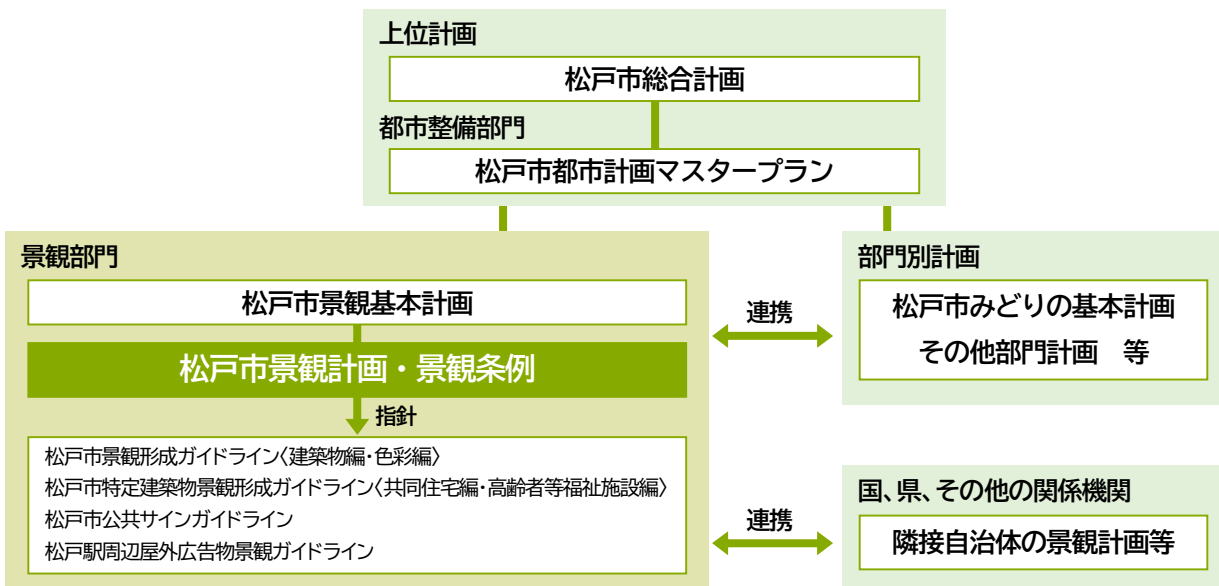 上位計画
松戸市総合計画
都市整備部門
松戸市都市計画マスタープラン
景観部門
松戸市景観基本計画
松戸市景観計画・景観条例
指針
松戸市景観形成ガイドライン〈建築物編・色彩編〉
松戸市特定建築物景観形成ガイドライン〈共同住宅編・高齢者等福祉施設編〉
松戸市公共サインガイドライン
松戸駅周辺屋外広告物景観ガイドライン
連携
部門別計画
松戸市みどりの基本計画
その他部門計画　等
連携
国、県、その他の関係機関
隣接自治体の景観計画等